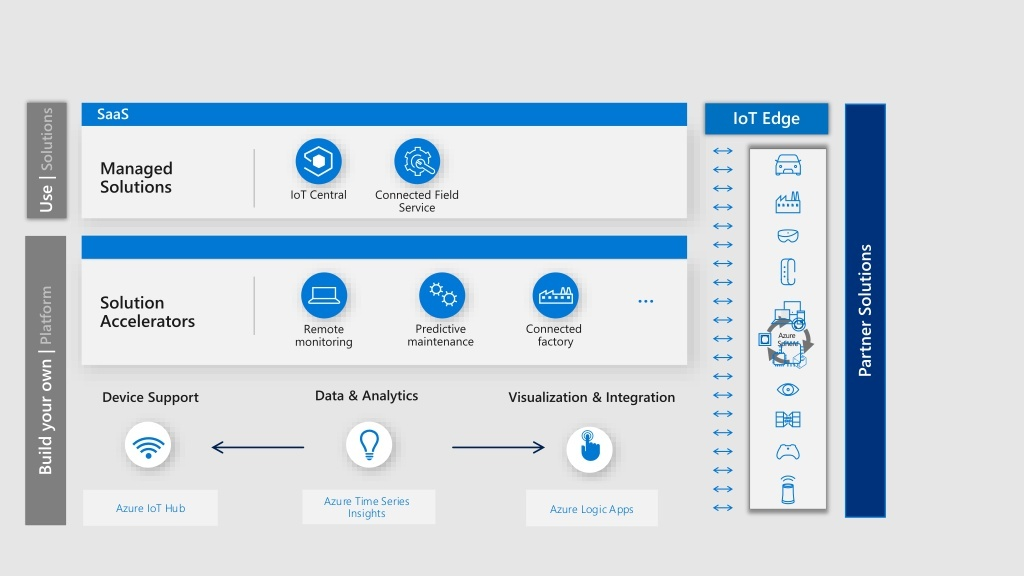 Use | Solutions
SaaS
Managed
Solutions
IoT Central
Connected Field
Service
Build your own | Platform
Solution
Accelerators
Remote
monitoring
Predictive
maintenance
Connected
factory
...
Device Support
Data & Analytics
Visualization & Integration
Azure IoT Hub
Azure Time Series
Insights
Azure Logic Apps
IoT Edge
Azure
Partner Solutions